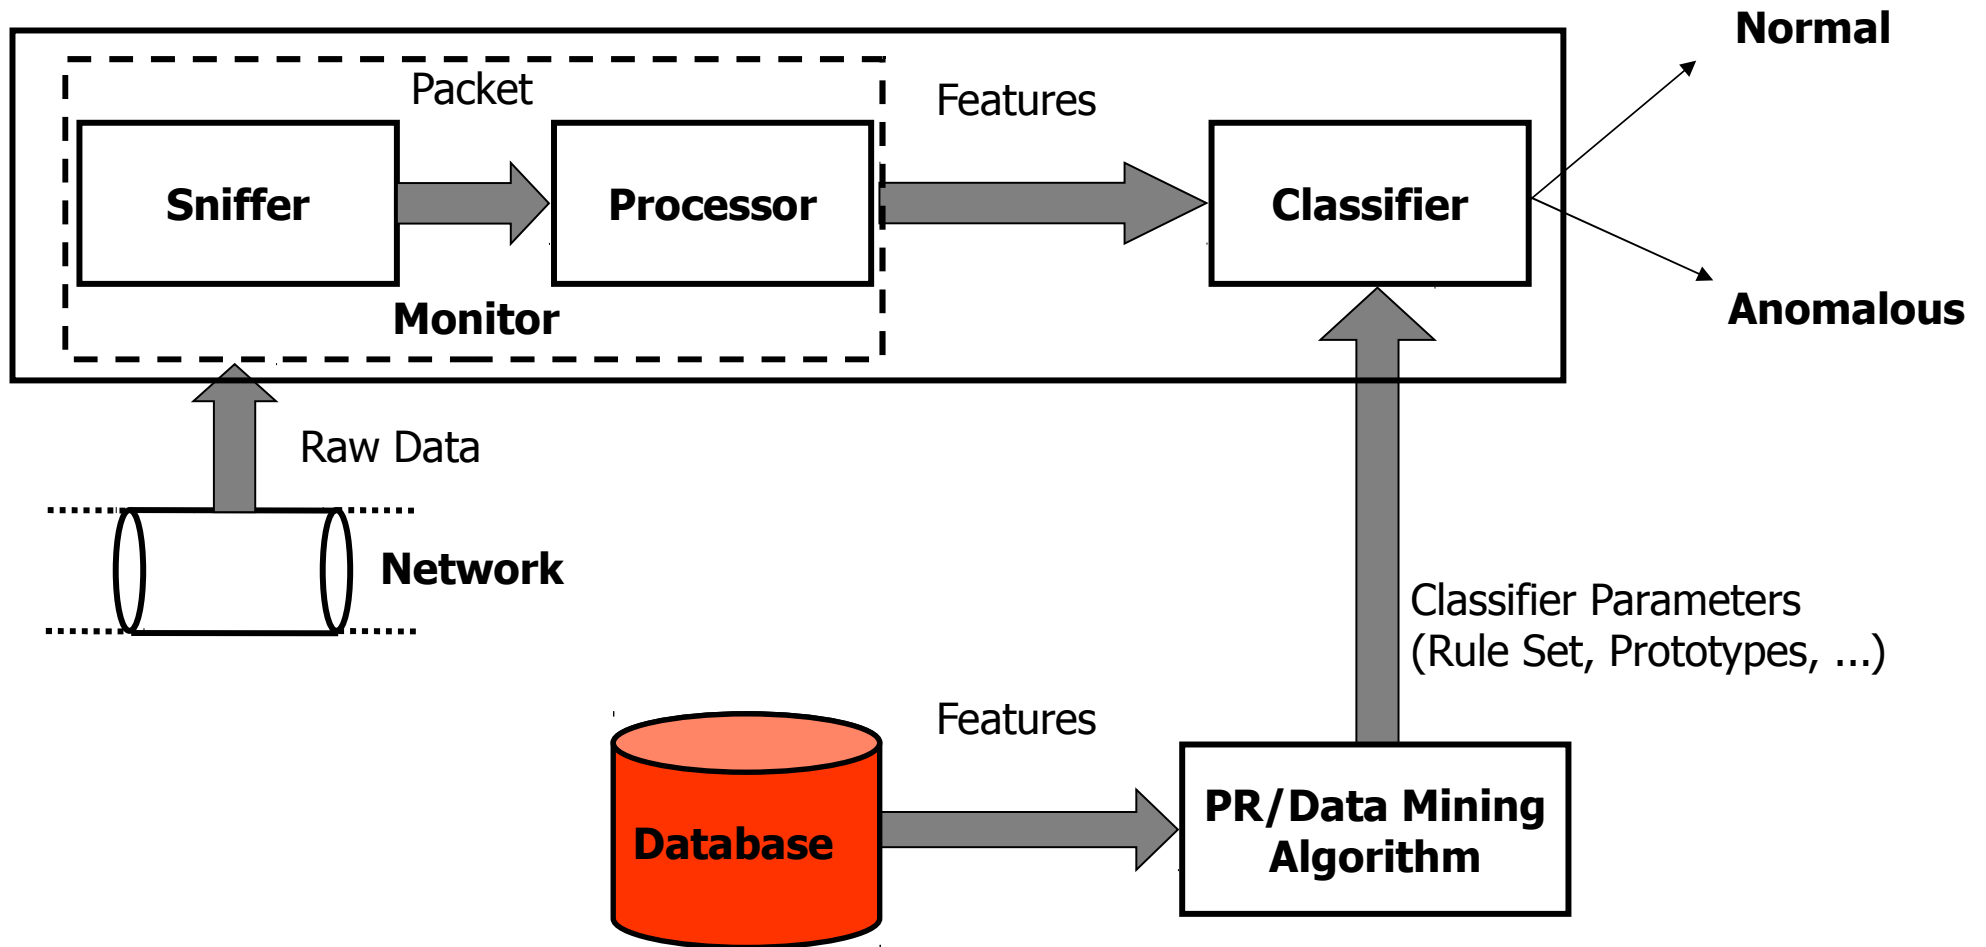 Normal
Packet
Features
Sniffer
Processor
Classifier
Monitor
Anomalous
Raw Data
Network
Classifier Parameters
(Rule Set, Prototypes, ...)
Features
Database
PR/Data Mining
Algorithm